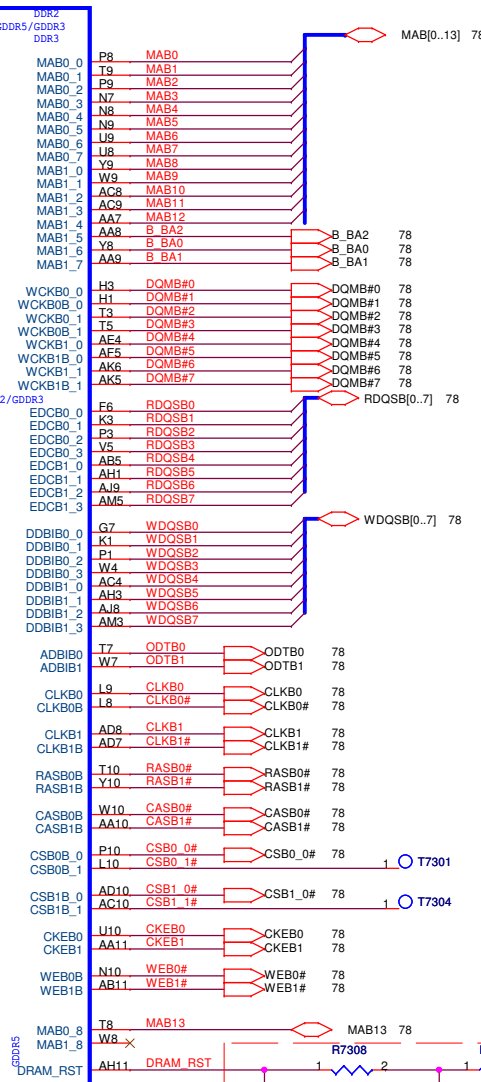 DDR2
GDDR5/GDDR3
DDR3
MAB[0..13] 78
MAB0_0 P8 MAB0
MAB0_1 T9 MAB1
MAB0_2 P9 MAB2
MAB0_3 N7 MAB3
MAB0_4 N8 MAB4
MAB0_5 N9 MAB5
MAB0_6 U9 MAB6
MAB0_7 U8 MAB7
MAB1_0 Y9 MAB8
MAB1_1 W9 MAB9
MAB1_2 AC8 MAB10
MAB1_3 AC9 MAB11
MAB1_4 AA7 MAB12
MAB1_5 AA8 B_BA2 B_BA2 78
MAB1_6 Y8 B_BA0 B_BA0 78
MAB1_7 AA9 B_BA1 B_BA1 78
WCKB0_0 H3 DQMB#0 DQMB#0 78
WCKB0B_0 H1 DQMB#1 DQMB#1 78
WCKB0_1 T3 DQMB#2 DQMB#2 78
WCKB0B_1 T5 DQMB#3 DQMB#3 78
WCKB1_0 AE4 DQMB#4 DQMB#4 78
WCKB1B_0 AF5 DQMB#5 DQMB#5 78
WCKB1_1 AK6 DQMB#6 DQMB#6 78
WCKB1B_1 AK5 DQMB#7 DQMB#7 78
2/GDDR3
RDQSB[0..7] 78
EDCB0_0 F6 RDQSB0
EDCB0_1 K3 RDQSB1
EDCB0_2 P3 RDQSB2
EDCB0_3 V5 RDQSB3
EDCB1_0 AB5 RDQSB4
EDCB1_1 AH1 RDQSB5
EDCB1_2 AJ9 RDQSB6
EDCB1_3 AM5 RDQSB7
WDQSB[0..7] 78
DDBIB0_0 G7 WDQSB0
DDBIB0_1 K1 WDQSB1
DDBIB0_2 P1 WDQSB2
DDBIB0_3 W4 WDQSB3
DDBIB1_0 AC4 WDQSB4
DDBIB1_1 AH3 WDQSB5
DDBIB1_2 AJ8 WDQSB6
DDBIB1_3 AM3 WDQSB7
ADBIB0 T7 ODTB0 ODTB0 78
ADBIB1 W7 ODTB1 ODTB1 78
CLKB0 L9 CLKB0 CLKB0 78
CLKB0B L8 CLKB0# CLKB0# 78
CLKB1 AD8 CLKB1 CLKB1 78
CLKB1B AD7 CLKB1# CLKB1# 78
RASB0B T10 RASB0# RASB0# 78
RASB1B Y10 RASB1# RASB1# 78
CASB0B W10 CASB0# CASB0# 78
CASB1B AA10 CASB1# CASB1# 78
CSB0B_0 P10 CSB0_0# CSB0_0# 78
CSB0B_1 L10 CSB0_1# 1 T7301
CSB1B_0 AD10 CSB1_0# CSB1_0# 78
CSB1B_1 AC10 CSB1_1# 1 T7304
CKEB0 U10 CKEB0 CKEB0 78
CKEB1 AA11 CKEB1 CKEB1 78
WEB0B N10 WEB0# WEB0# 78
WEB1B AB11 WEB1# WEB1# 78
MAB0_8 T8 MAB13 MAB13 78
MAB1_8 W8
GDDR5
R7308
DRAM_RST AH11 DRAM_RST 1 2 1